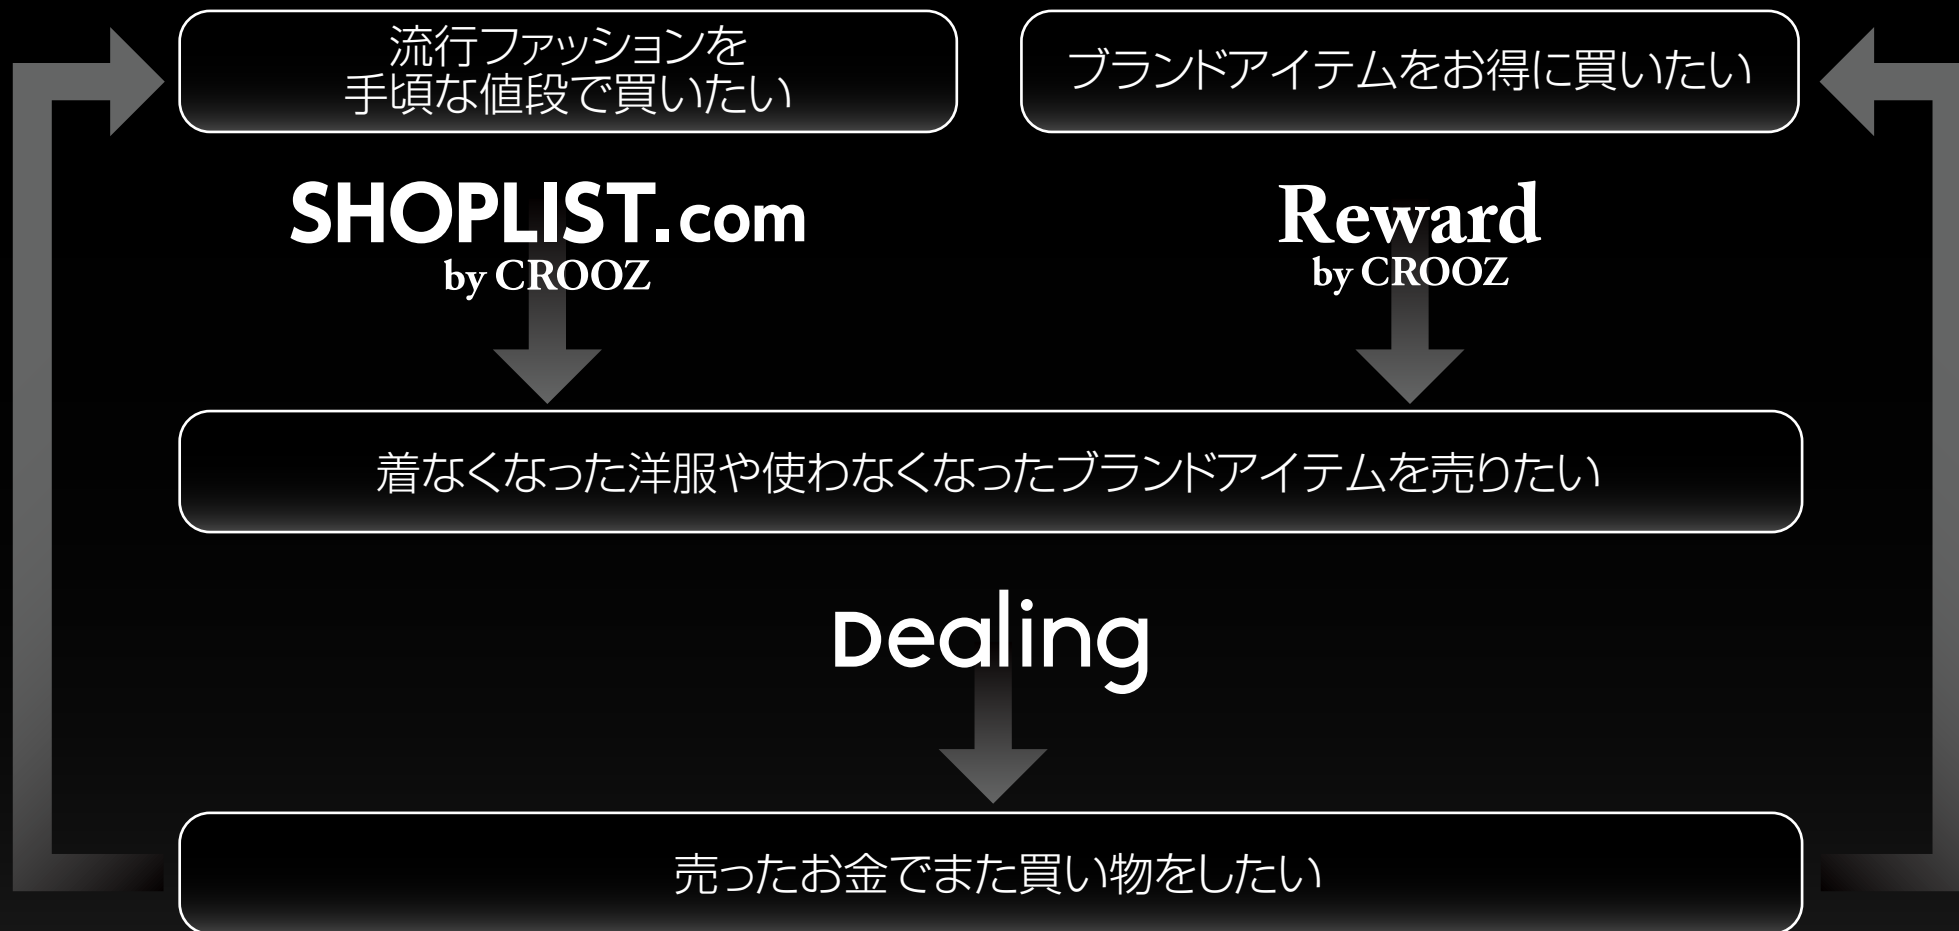 流行ファッションを
手頃な値段で買いたい
ブランドアイテムをお得に買いたい
SHOPLIST.com
by CROOZ
Reward
by CROOZ
着なくなった洋服や使わなくなったブランドアイテムを売りたい
Dealing
売ったお金でまた買い物をしたい